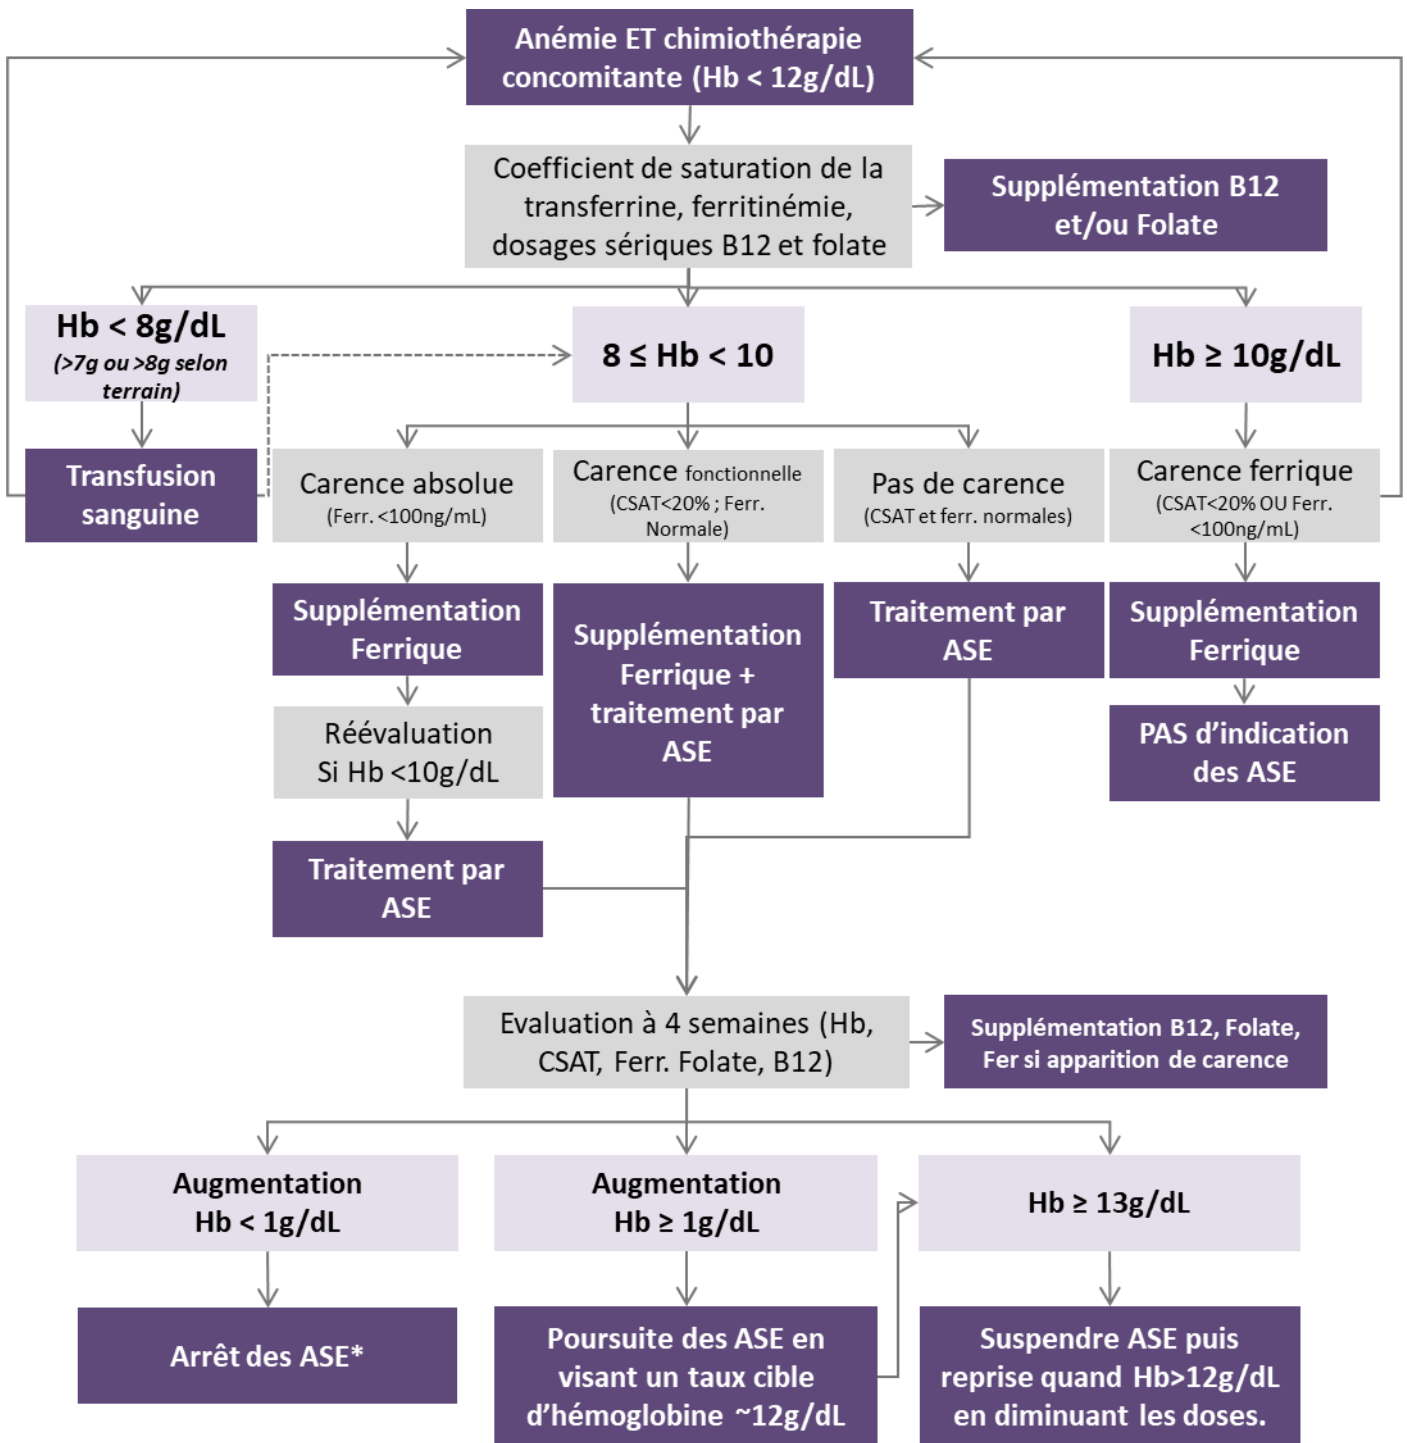 Anémie ET chimiothérapie
concomitante (Hb < 12g/dL)
Coefficient de saturation de la
transferrine, ferritinémie,
dosages sériques B12 et folate
Supplémentation B12
et/ou Folate
Hb < 8g/dL
(>7g ou >8g selon
terrain)
8 ≤ Hb < 10
Hb ≥ 10g/dL
Transfusion
sanguine
Carence absolue
(Ferr. <100ng/mL)
Carence fonctionnelle
(CSAT<20% ; Ferr.
Normale)
Pas de carence
(CSAT et ferr. normales)
Carence ferrique
(CSAT<20% OU Ferr.
<100ng/mL)
Supplémentation
Ferrique
Supplémentation
Ferrique +
traitement par
ASE
Traitement par
ASE
Supplémentation
Ferrique
Réévaluation
Si Hb <10g/dL
PAS d’indication
des ASE
Traitement par
ASE
Evaluation à 4 semaines (Hb,
CSAT, Ferr. Folate, B12)
Supplémentation B12, Folate,
Fer si apparition de carence
Augmentation
Hb < 1g/dL
Augmentation
Hb ≥ 1g/dL
Hb ≥ 13g/dL
Arrêt des ASE*
Poursuite des ASE en
visant un taux cible
d’hémoglobine ~12g/dL
Suspendre ASE puis
reprise quand Hb>12g/dL
en diminuant les doses.